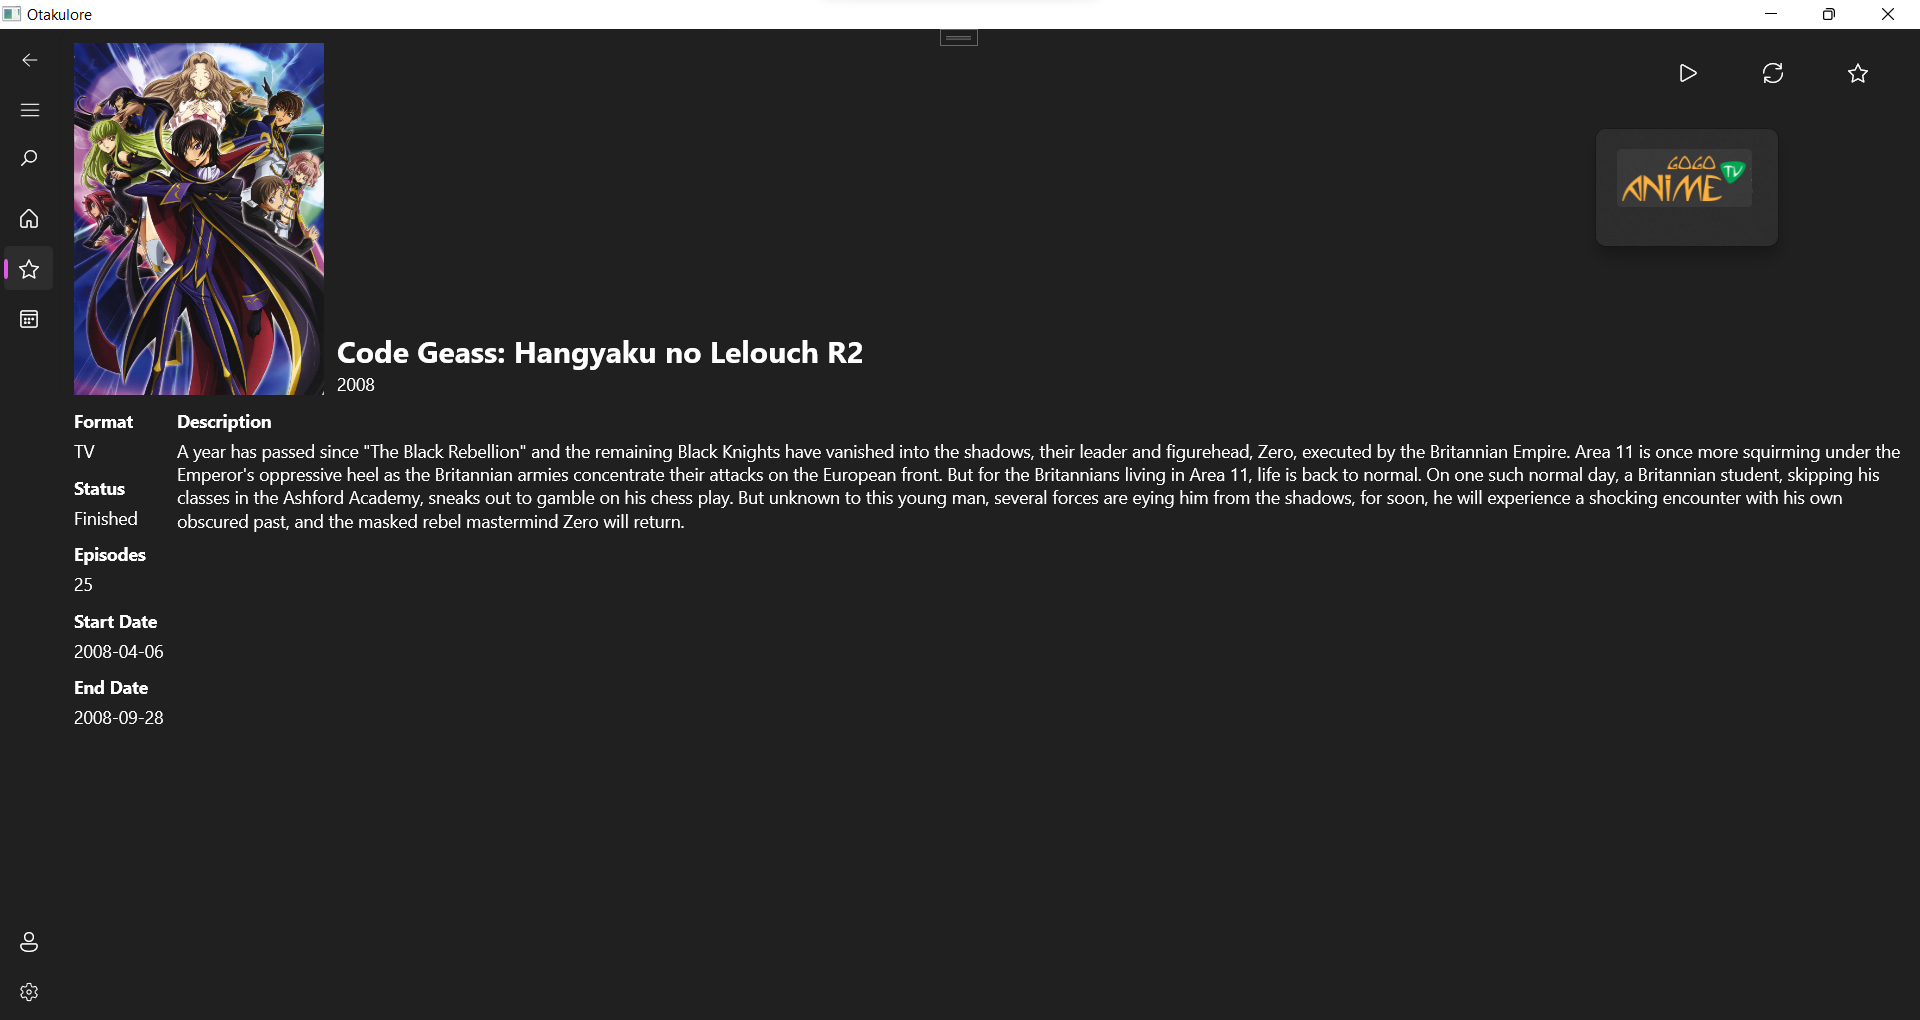 Otakulore
GOGO
ANIME TV
Code Geass: Hangyaku no Lelouch R2
2008
Format
TV
Status
Finished
Episodes
25
Start Date
2008-04-06
End Date
2008-09-28
Description
A year has passed since "The Black Rebellion" and the remaining Black Knights have vanished into the shadows, their leader and figurehead, Zero, executed by the Britannian Empire. Area 11 is once more squirming under the
Emperor's oppressive heel as the Britannian armies concentrate their attacks on the European front. But for the Britannians living in Area 11, life is back to normal. On one such normal day, a Britannian student, skipping his
classes in the Ashford Academy, sneaks out to gamble on his chess play. But unknown to this young man, several forces are eying him from the shadows, for soon, he will experience a shocking encounter with his own
obscured past, and the masked rebel mastermind Zero will return.